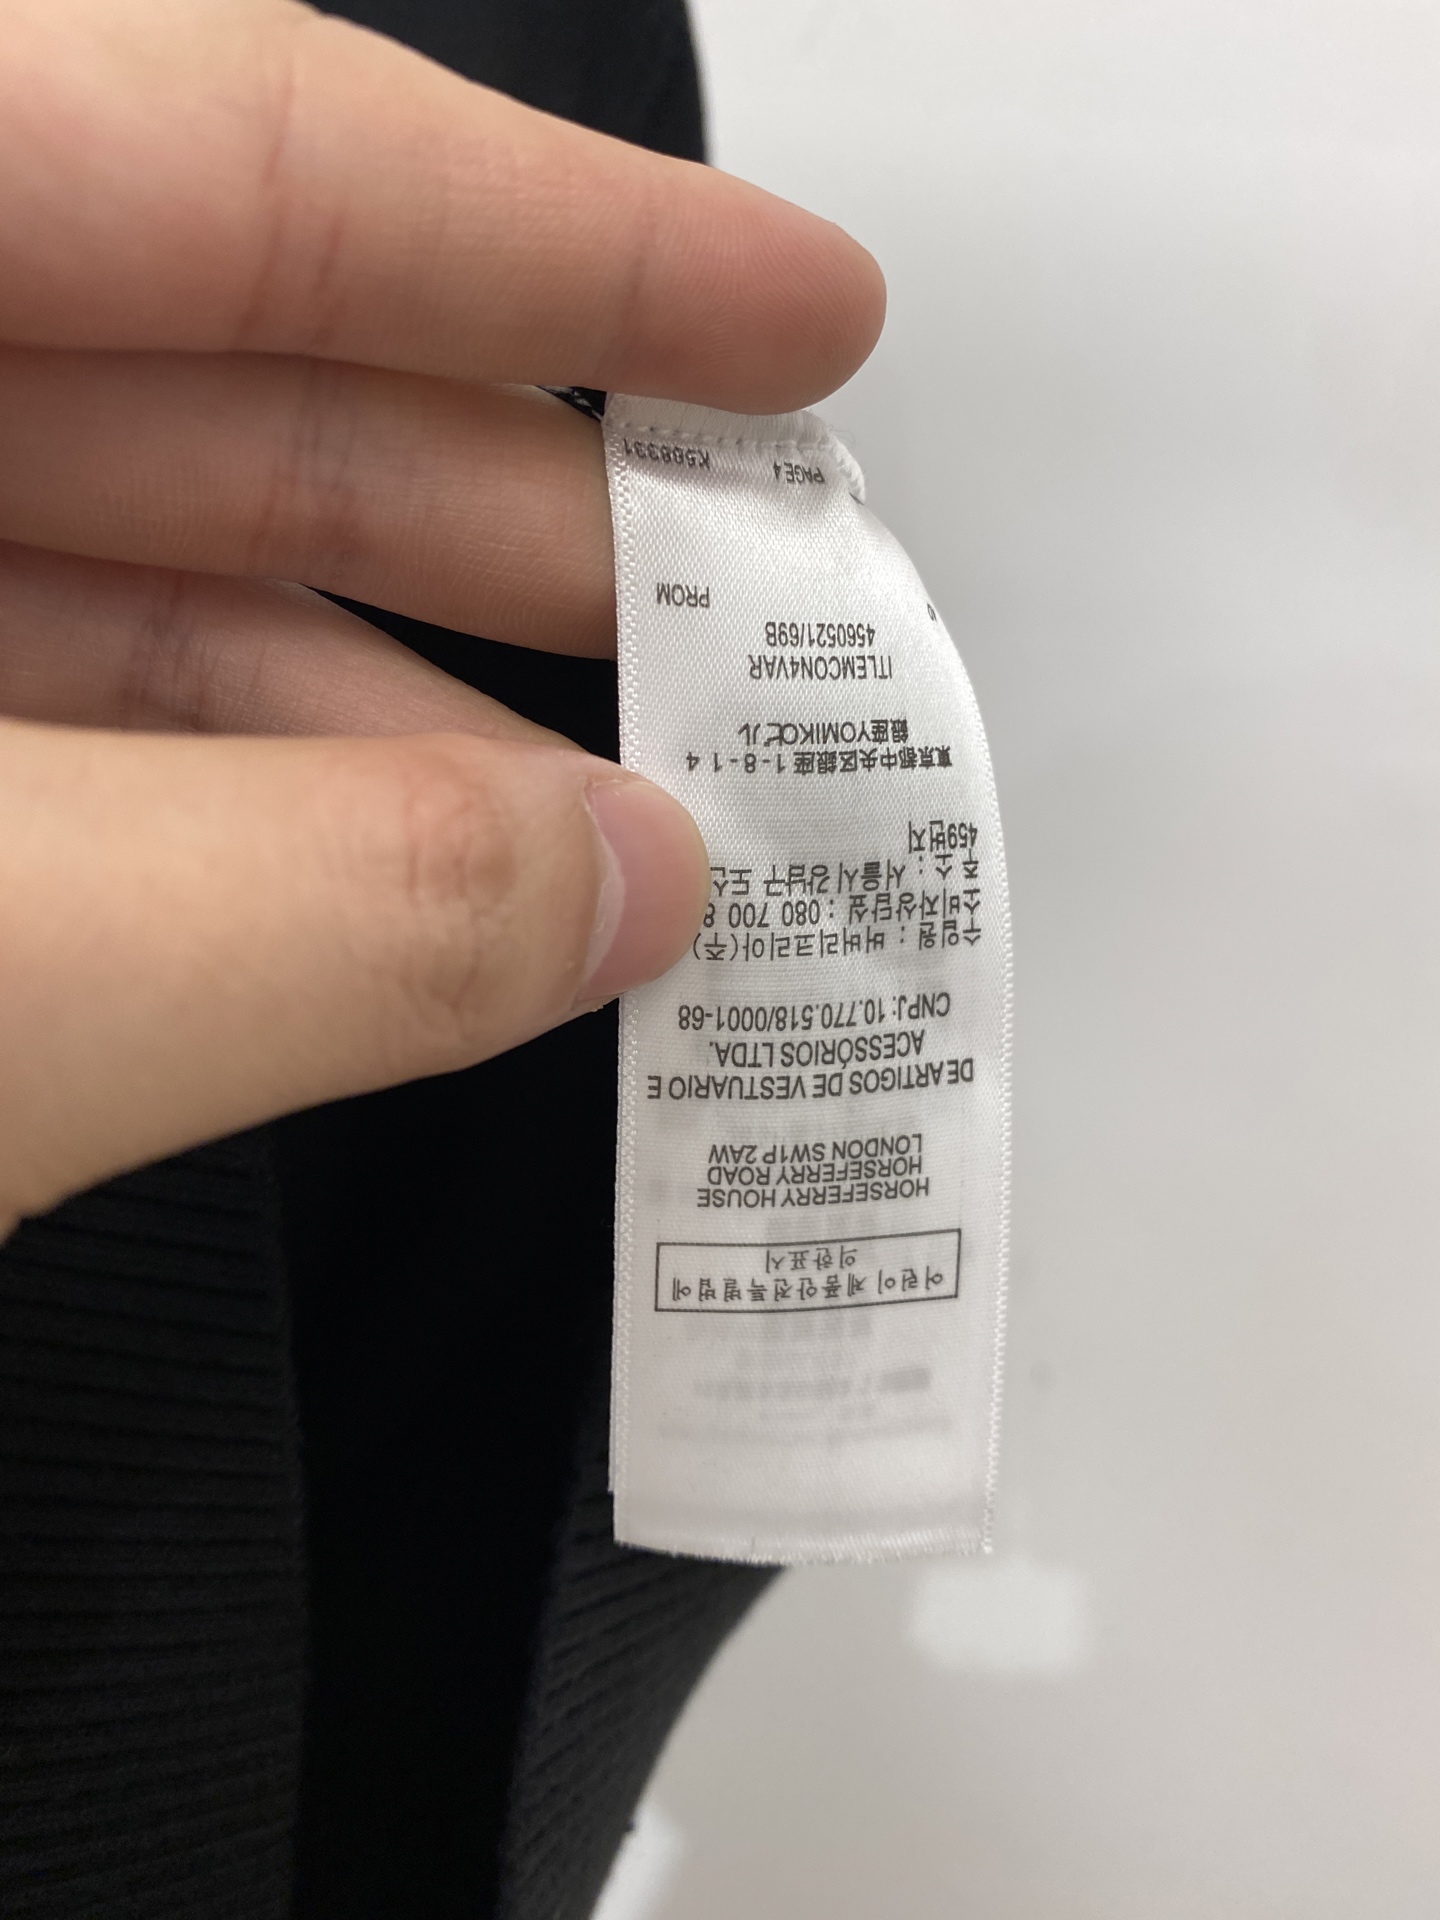 어린이 제품안전특별법에
의한표시
HORSEFERRY HOUSE
HORSEFERRY ROAD
LONDON SW1P 2AW
DE ARTIGOS DE VESTUARIO E
ACESSÓRIOS LTDA.
CNPJ: 10.770.518/0001-68
수입원 : 버버리코리아(주)
소비자상담실 : 080 700 8
주소 : 서울시 강남구 도산
459번지
東京都中央区銀座1-8-14
銀座YOMIKOビル
ITLEMCON4VAR
4560521/69B
PROM
PAGE 4